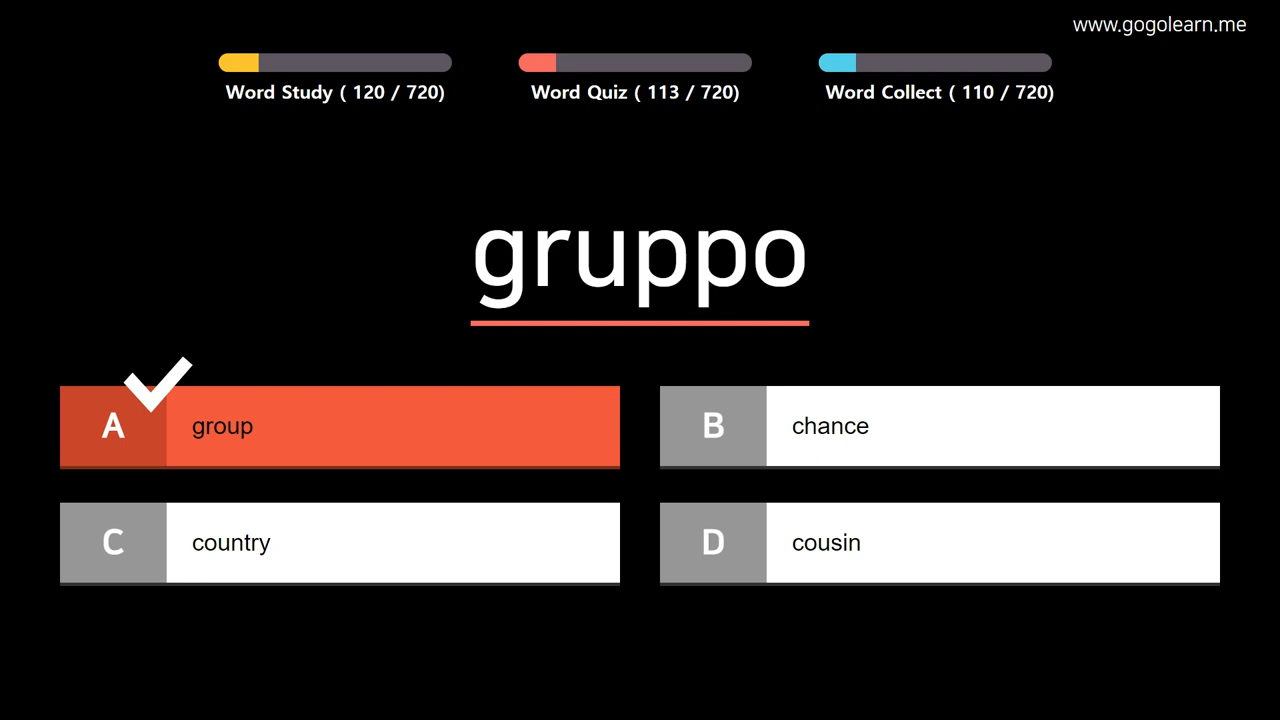 www.gogolearn.me
Word Study ( 120 / 720)
Word Quiz ( 113 / 720)
Word Collect ( 110 / 720)
gruppo
A group
B chance
C country
D cousin